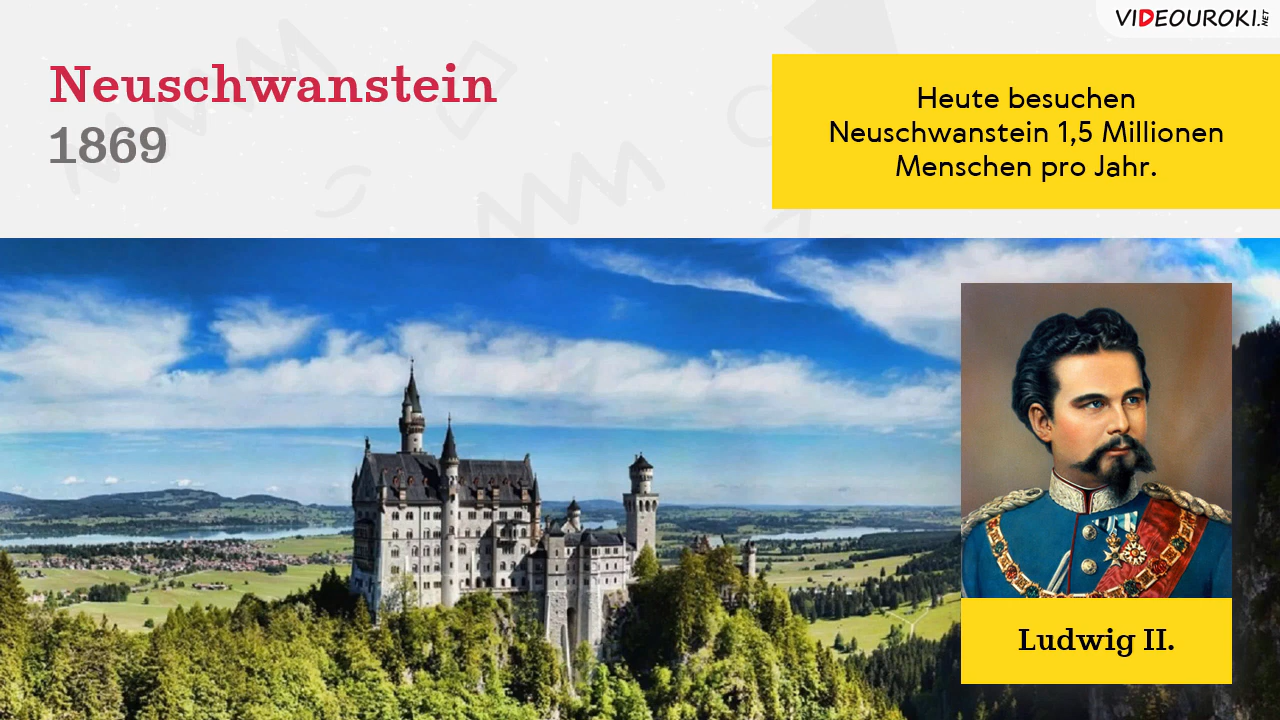 VIDEOUROKI.NET
Neuschwanstein
1869
Heute besuchen
Neuschwanstein 1,5 Millionen
Menschen pro Jahr.
Ludwig II.